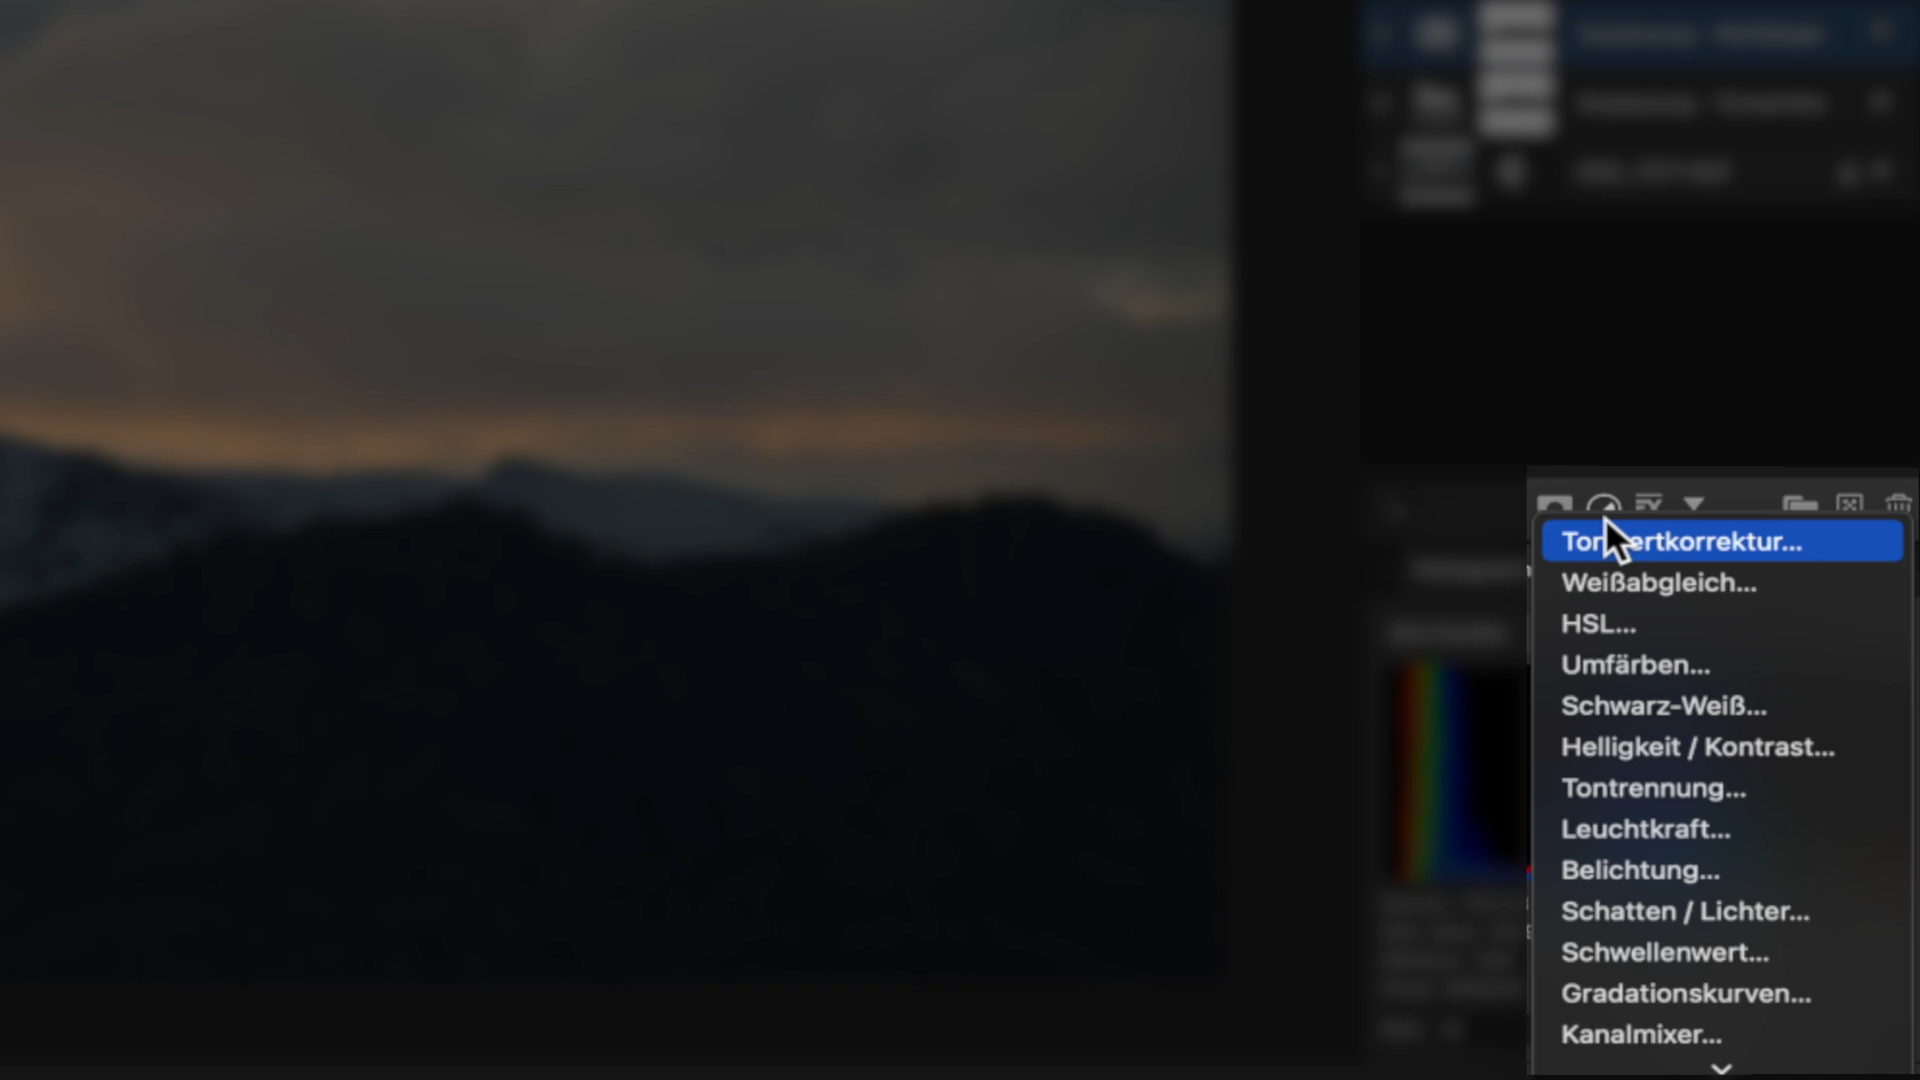 Tonwertkorrektur...
Weißabgleich...
HSL...
Umfärben...
Schwarz-Weiß...
Helligkeit / Kontrast...
Tontrennung...
Leuchtkraft...
Belichtung...
Schatten / Lichter...
Schwellenwert...
Gradationskurven...
Kanalmixer...